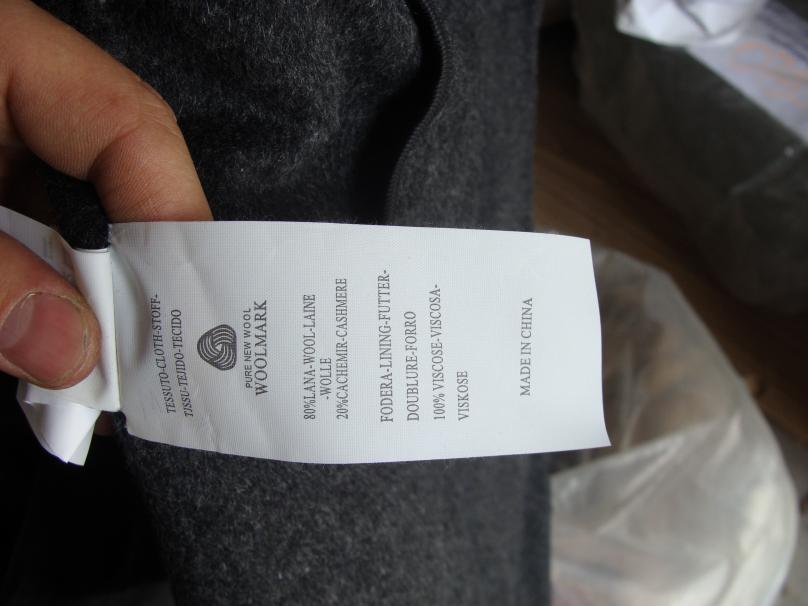 TESSUTO-CLOTH-STOFF-
TISSU-TEJIDO-TECIDO
PURE NEW WOOL
WOOLMARK
80%LANA-WOOL-LAINE
-WOLLE
20%CACHEMIR-CASHMERE
FODERA-LINING-FUTTER-
DOUBLURE-FORRO
100% VISCOSE-VISCOSA-
VISKOSE
MADE IN CHINA